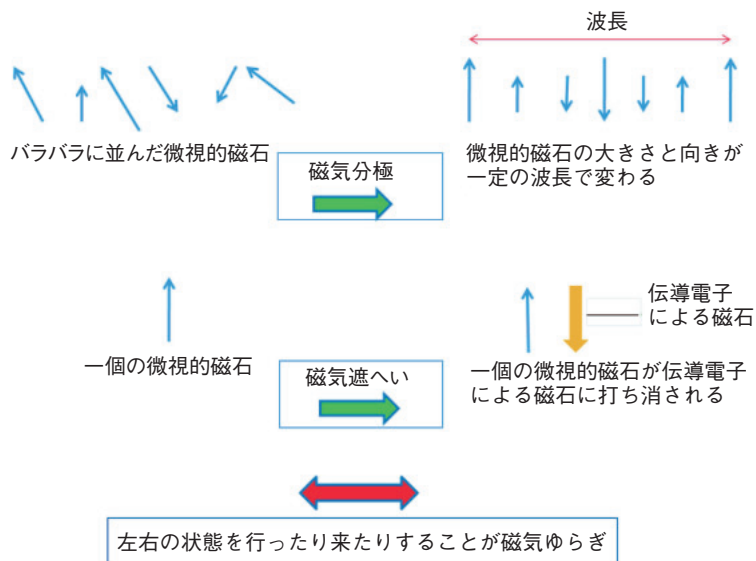 波長
バラバラに並んだ微視的磁石
磁気分極
微視的磁石の大きさと向きが
一定の波長で変わる
一個の微視的磁石
磁気遮へい
伝導電子
による磁石
一個の微視的磁石が伝導電子
による磁石に打ち消される
左右の状態を行ったり来たりすることが磁気ゆらぎ